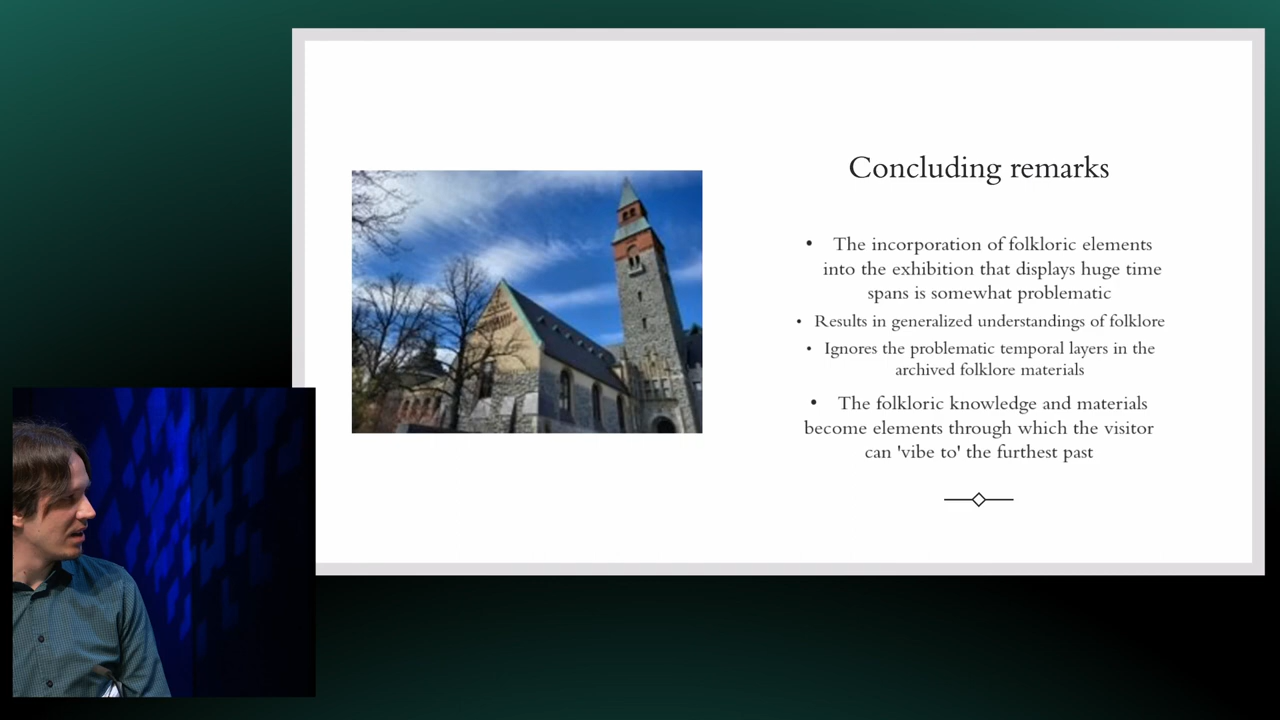 Concluding remarks
• The incorporation of folkloric elements
into the exhibition that displays huge time
spans is somewhat problematic
• Results in generalized understandings of folklore
• Ignores the problematic temporal layers in the
archived folklore materials
• The folkloric knowledge and materials
become elements through which the visitor
can 'vibe to' the furthest past